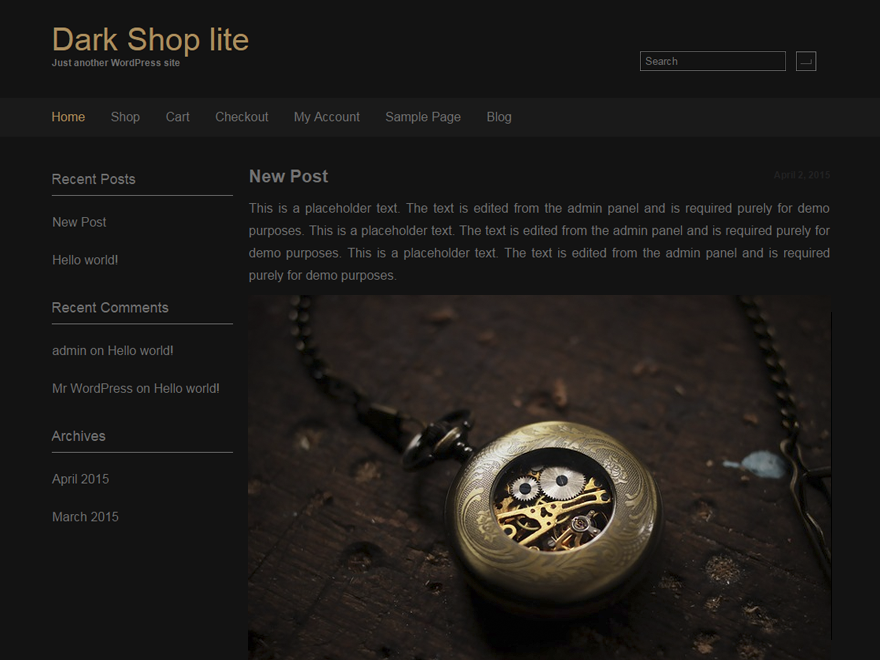 Dark Shop lite
Just another WordPress site
Search
Home Shop Cart Checkout My Account Sample Page Blog
Recent Posts
New Post
Hello world!
Recent Comments
admin on Hello world!
Mr WordPress on Hello world!
Archives
April 2015
March 2015
New Post
April 2, 2015
This is a placeholder text. The text is edited from the admin panel and is required purely for demo
purposes. This is a placeholder text. The text is edited from the admin panel and is required purely for
demo purposes. This is a placeholder text. The text is edited from the admin panel and is required
purely for demo purposes.